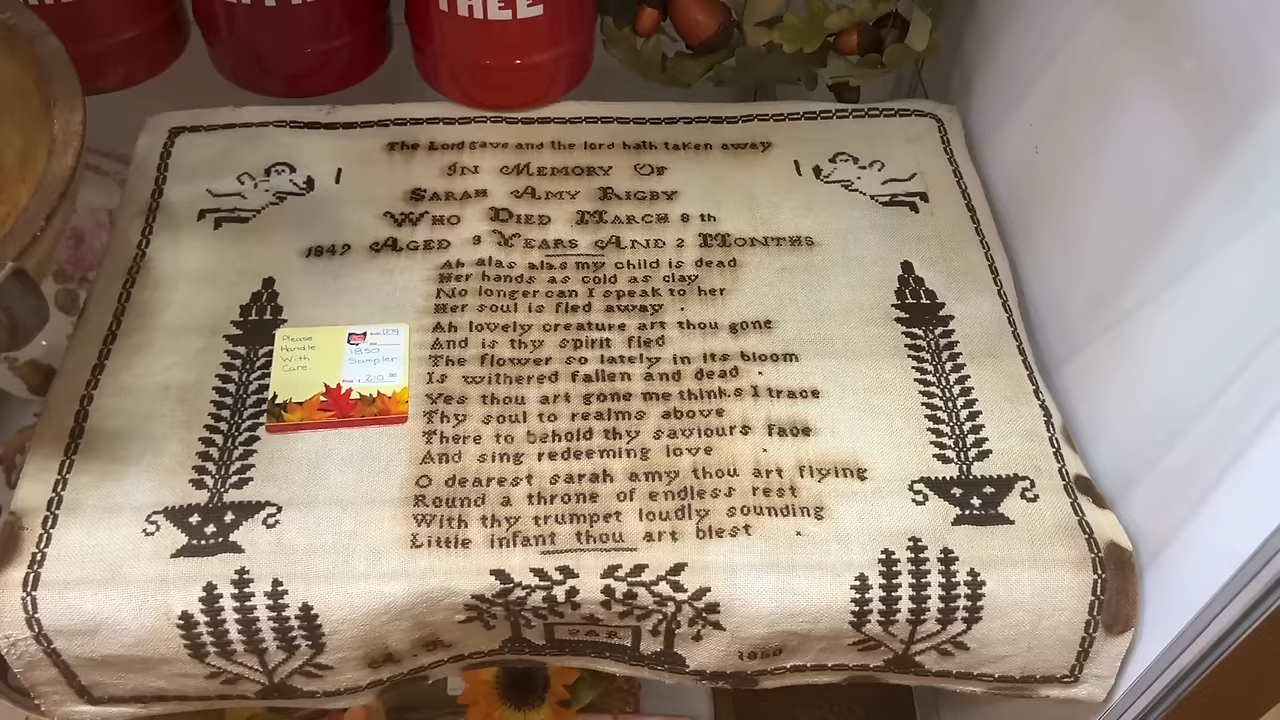 THEE
The Lord gave and the lord hath taken away
IN MEMORY OF
SARAH AMY RIGBY
WHO DIED MARCH 8 th
1849 AGED 3 YEARS AND 2 MONTHS
Ah alas alas my child is dead
Her hands as cold as clay
No longer can I speak to her
Her soul is fled away .
Ah lovely creature art thou gone
And is thy spirit fled
The flower so lately in its bloom
Is withered fallen and dead
Yes thou art gone me thinks I trace
Thy soul to realms above
There to behold thy saviours face
And sing redeeming love
O dearest sarah amy thou art flying
Round a throne of endless rest
With thy trumpet loudly sounding
Little infant thou art blest
S A R
A . R
1850
Please
Handle
With
Care.
1850
Sampler
Price £ 210.00